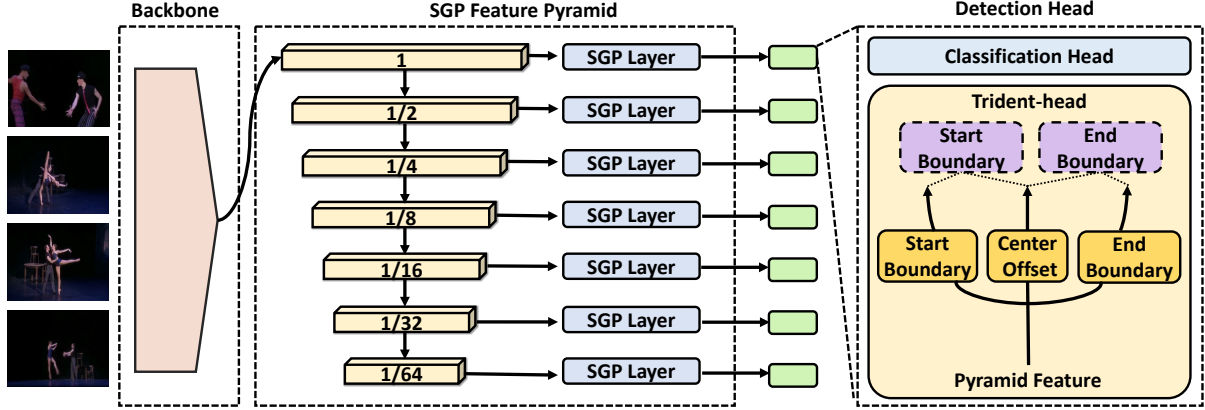 Backbone
SGP Feature Pyramid
Detection Head
1
SGP Layer
1/2
SGP Layer
1/4
SGP Layer
1/8
SGP Layer
1/16
SGP Layer
1/32
SGP Layer
1/64
SGP Layer
Classification Head
Trident-head
Start
Boundary
End
Boundary
Start
Boundary
Center
Offset
End
Boundary
Pyramid Feature